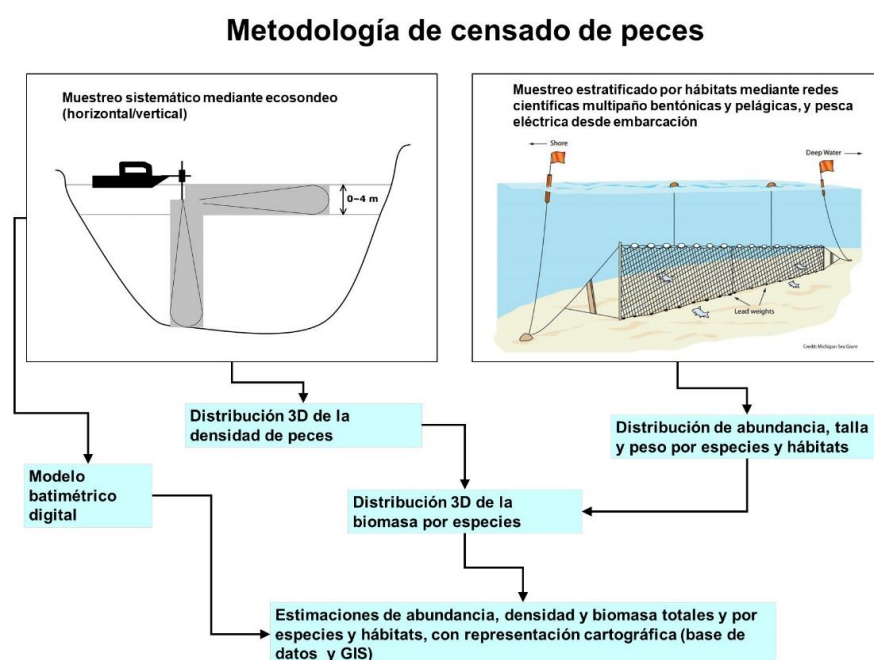 Metodología de censado de peces
Muestreo sistemático mediante ecosondeo
(horizontal/vertical)
0-4 m
Muestreo estratificado por hábitats mediante redes
científicas multipaño bentónicas y pelágicas, y pesca
eléctrica desde embarcación
Shore
Deep Water
Lead weights
Credit: Michigan Sea Grant
Distribución 3D de la
densidad de peces
Distribución de abundancia, talla
y peso por especies y hábitats
Modelo
batimétrico
digital
Distribución 3D de la
biomasa por especies
Estimaciones de abundancia, densidad y biomasa totales y por
especies y hábitats, con representación cartográfica (base de
datos y GIS)